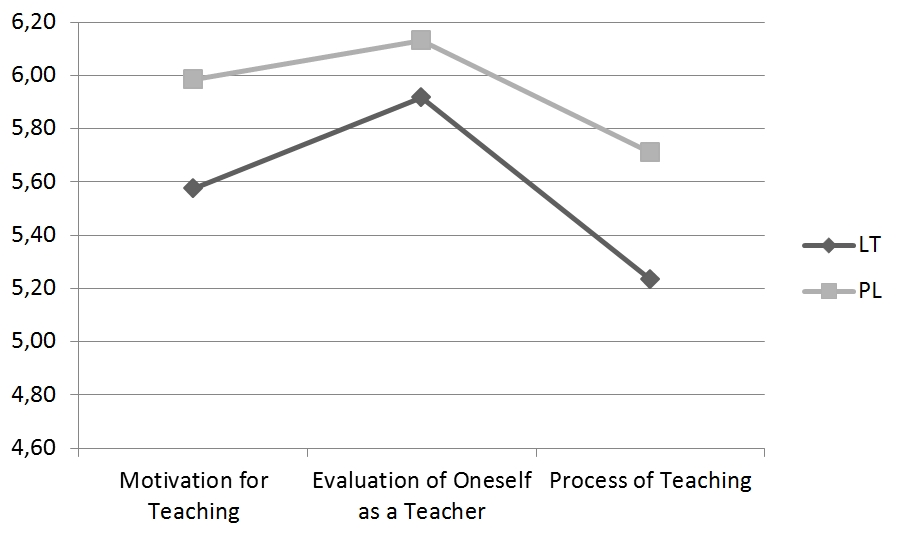 6,20
6,00
5,80
5,60
5,40
5,20
5,00
4,80
4,60
Motivation for
Teaching
Evaluation of Oneself
as a Teacher
Process of Teaching
LT
PL